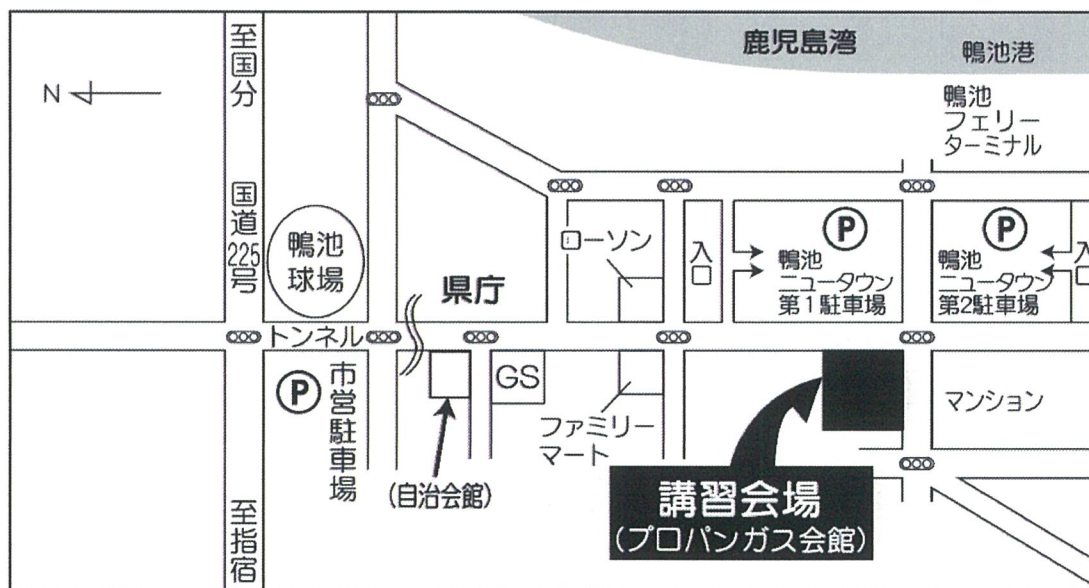 至国分
鹿児島湾
鴨池港
N
鴨池
フェリー
ターミナル
国道225号
鴨池
球場
県庁
ローソン
入口
P
鴨池
ニュータウン
第1駐車場
P
鴨池
ニュータウン
第2駐車場
入口
トンネル
P
市営駐車場
GS
ファミリー
マート
マンション
(自治会館)
講習会場
(プロパンガス会館)
至指宿